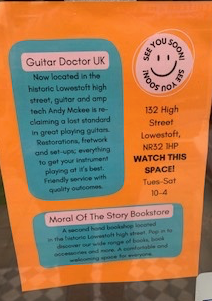 SEE YOU SOON! SEE YOU SOON!
Guitar Doctor UK
Now located in the
historic Lowestoft high
street, guitar and amp
tech Andy Mckee is re-
claiming a lost standard
in great playing guitars.
Restorations, fretwork
and set-ups; everything
to get your instrument
playing at it's best.
Friendly service with
quality outcomes.
132 High
Street
Lowestoft,
NR32 1HP
WATCH THIS
SPACE!
Tues-Sat
10-4
Moral Of The Story Bookstore
A second hand bookshop located
in the historic Lowestoft high street. Pop in to
discover our wide range of books, book
accessories and more. A comfortable and
welcoming space for everyone.